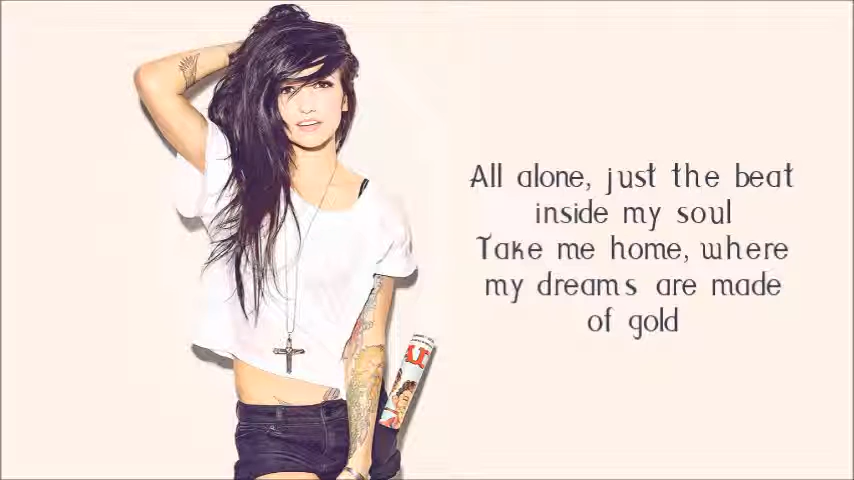 All alone, just the beat
inside my soul
Take me home, where
my dreams are made
of gold